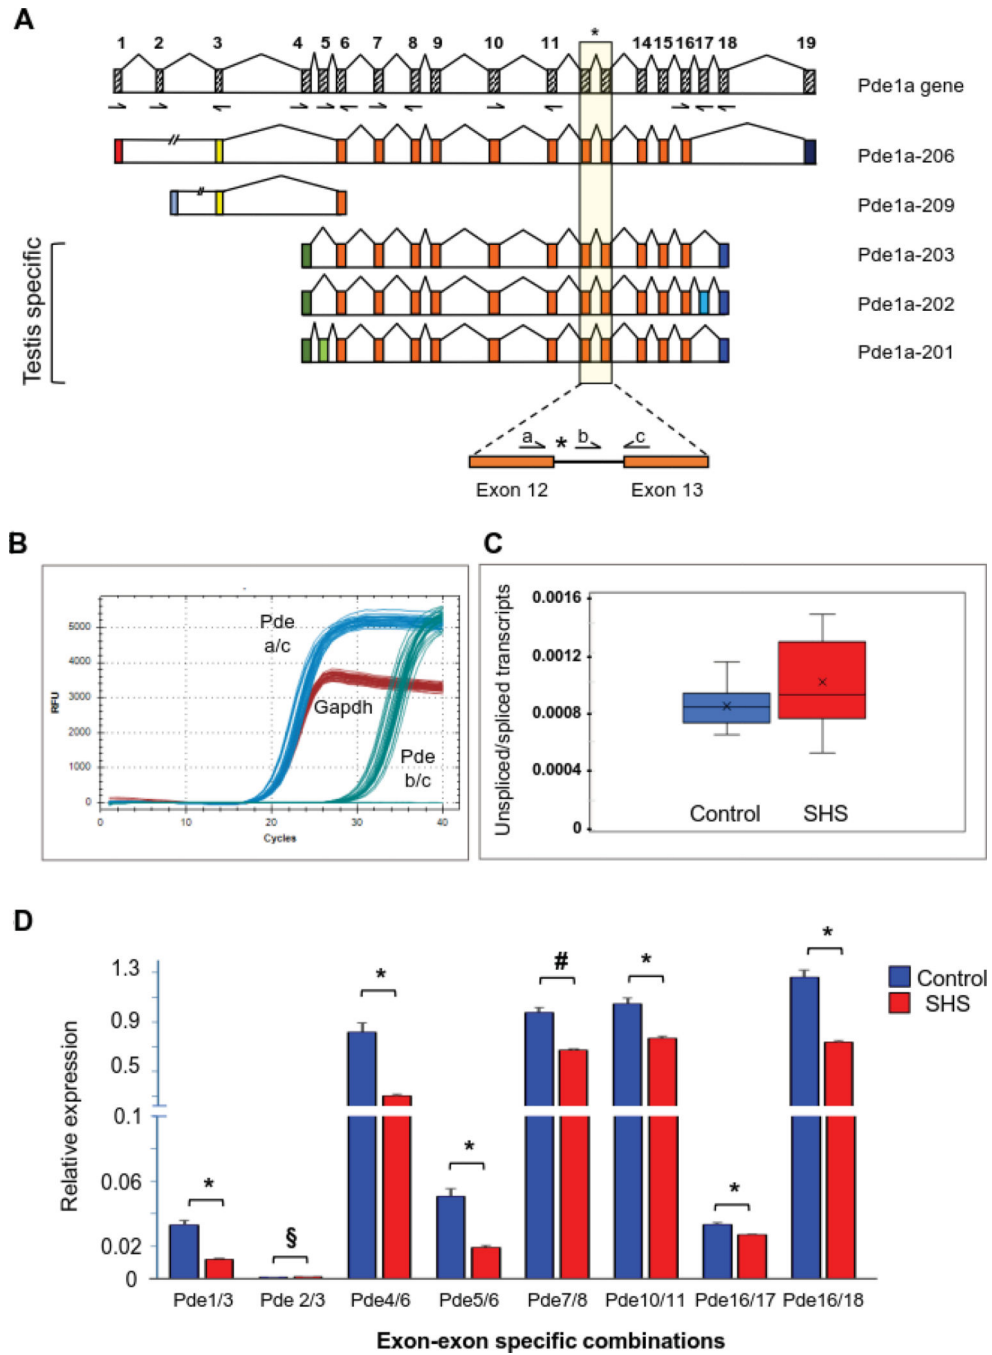 A
1 2 3 4 5 6 7 8 9 10 11 * 14 15 16 17 18 19
Pde1a gene
Pde1a-206
Pde1a-209
Testis specific
Pde1a-203
Pde1a-202
Pde1a-201
a * b c
Exon 12 Exon 13
B
Pde a/c
Gapdh
Pde b/c
RFU
5000
4000
3000
2000
1000
0
0 10 20 30 40
Cycles
C
Unspliced/spliced transcripts
0.0016
0.0012
0.0008
0.0004
0
Control SHS
D
Relative expression
1.3
0.9
0.5
0.1
0.06
0.02
0
* § * * # * * *
Control
SHS
Pde1/3 Pde 2/3 Pde4/6 Pde5/6 Pde7/8 Pde10/11 Pde16/17 Pde16/18
Exon-exon specific combinations